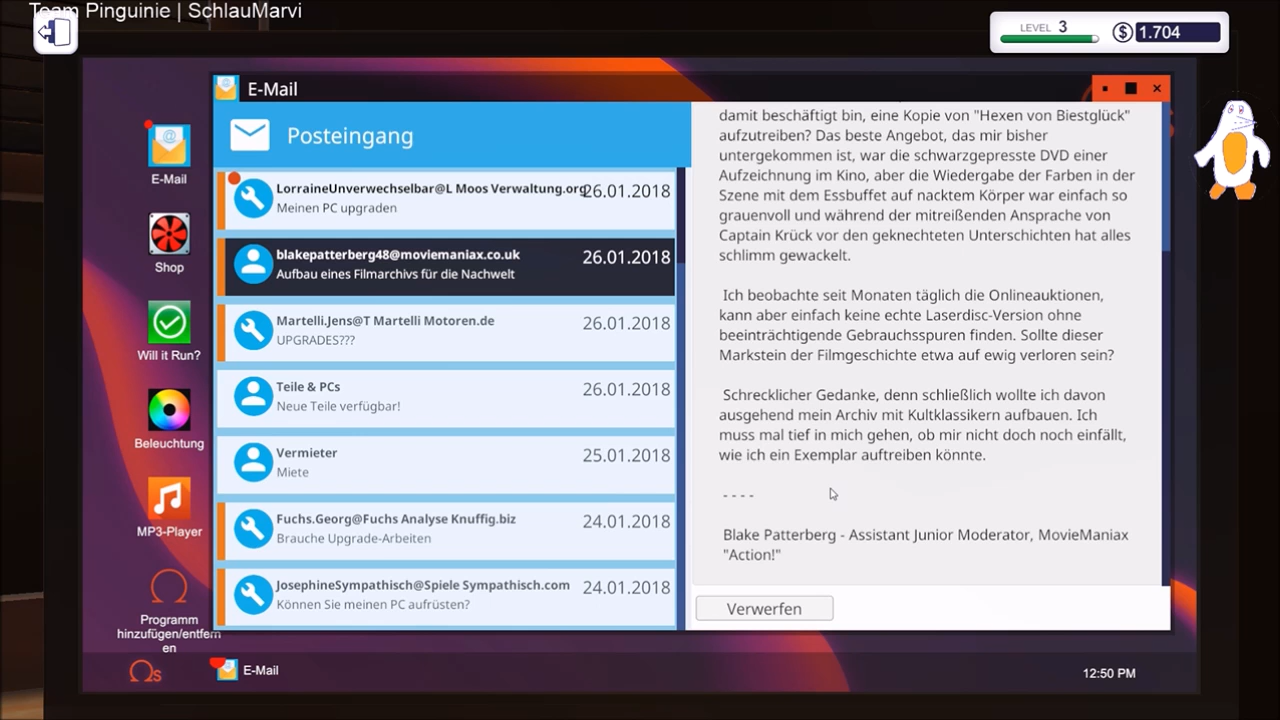 Team Pinguinie | SchlauMarvi
LEVEL 3
$ 1.704
E-Mail
Posteingang
E-Mail
Shop
Will it Run?
Beleuchtung
MP3-Player
Programm
hinzufügen/entfern
en
LorraineUnverwechselbar@L Moos Verwaltung.org 26.01.2018
Meinen PC upgraden
blakepatterberg48@moviemaniax.co.uk 26.01.2018
Aufbau eines Filmarchivs für die Nachwelt
Martelli.Jens@T Martelli Motoren.de 26.01.2018
UPGRADES???
Teile & PCs 26.01.2018
Neue Teile verfügbar!
Vermieter 25.01.2018
Miete
Fuchs.Georg@Fuchs Analyse Knuffig.biz 24.01.2018
Brauche Upgrade-Arbeiten
JosephineSympathisch@Spiele Sympathisch.com 24.01.2018
Können Sie meinen PC aufrüsten?
damit beschäftigt bin, eine Kopie von "Hexen von Biestglück"
aufzutreiben? Das beste Angebot, das mir bisher
untergekommen ist, war die schwarzgepresste DVD einer
Aufzeichnung im Kino, aber die Wiedergabe der Farben in der
Szene mit dem Essbuffet auf nacktem Körper war einfach so
grauenvoll und während der mitreißenden Ansprache von
Captain Krück vor den geknechteten Unterschichten hat alles
schlimm gewackelt.
Ich beobachte seit Monaten täglich die Onlineauktionen,
kann aber einfach keine echte Laserdisc-Version ohne
beeinträchtigende Gebrauchsspuren finden. Sollte dieser
Markstein der Filmgeschichte etwa auf ewig verloren sein?
Schrecklicher Gedanke, denn schließlich wollte ich davon
ausgehend mein Archiv mit Kultklassikern aufbauen. Ich
muss mal tief in mich gehen, ob mir nicht doch noch einfällt,
wie ich ein Exemplar auftreiben könnte.
- - - -
Blake Patterberg - Assistant Junior Moderator, MovieManiax
"Action!"
Verwerfen
Ωs
E-Mail
12:50 PM